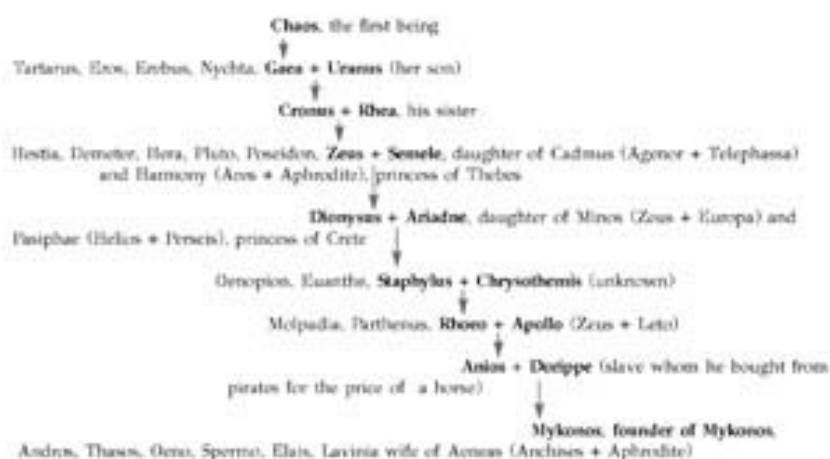 Chaos, the first being
Tartarus, Eros, Erebus, Nychta, Gaea + Uranus (her son)
Cronus + Rhea, his sister
Hestia, Demeter, Hera, Pluto, Poseidon, Zeus + Semele, daughter of Cadmus (Agenor + Telephassa)
and Harmony (Ares + Aphrodite), princess of Thebes
Dionysus + Ariadne, daughter of Minos (Zeus + Europa) and
Pasiphae (Helios + Perseis), princess of Crete
Oenopion, Euanthe, Staphylus + Chrysothemis (unknown)
Molpadia, Parthenus, Rhoeo + Apollo (Zeus + Leto)
Anios + Dorippe (slave whom he bought from
pirates for the price of a horse)
Mykonos, founder of Mykonos,
Andros, Thasos, Oeno, Spermo, Elais, Lavinia wife of Aeneas (Anchises + Aphrodite)